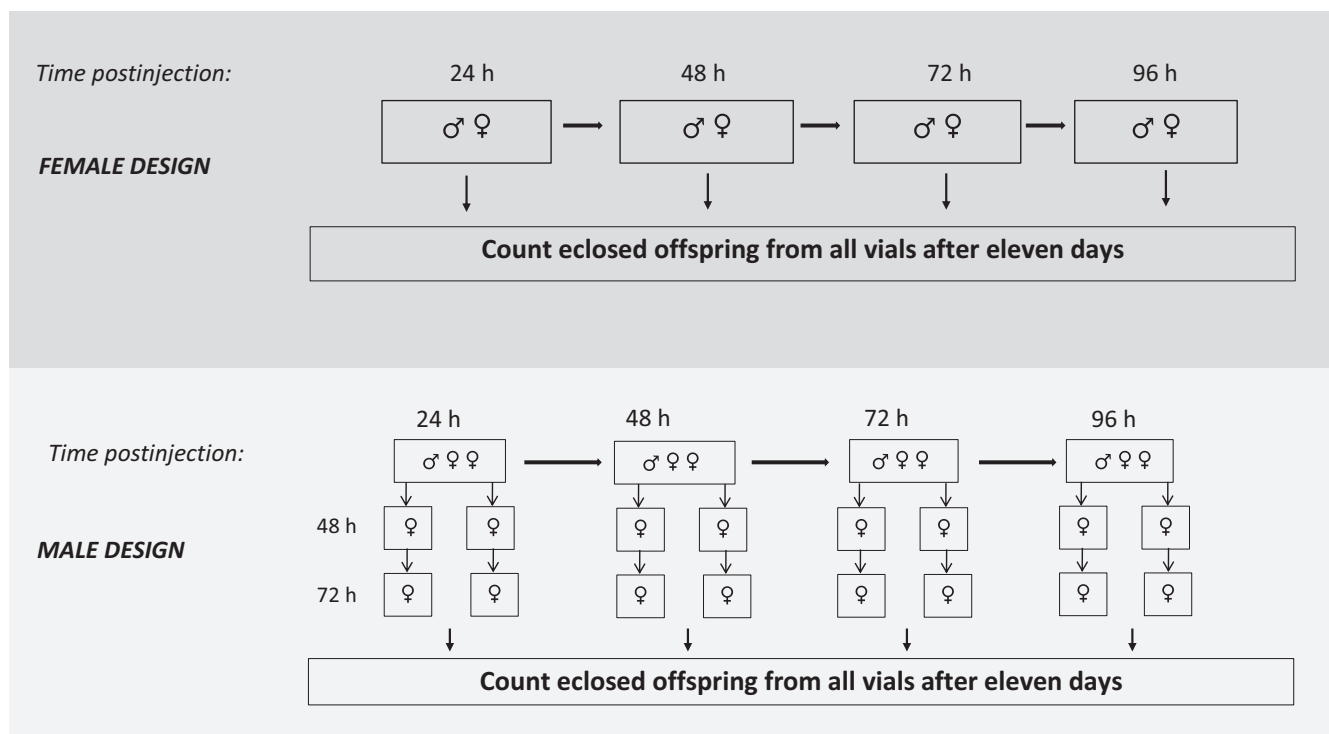 Time postinjection: 24 h 48 h 72 h 96 h
♂ ♀ ♂ ♀ ♂ ♀ ♂ ♀
FEMALE DESIGN
Count eclosed offspring from all vials after eleven days
24 h 48 h 72 h 96 h
Time postinjection: ♂ ♀ ♀ ♂ ♀ ♀ ♂ ♀ ♀ ♂ ♀ ♀
48 h ♀ ♀ ♀ ♀ ♀ ♀ ♀ ♀
MALE DESIGN
72 h ♀ ♀ ♀ ♀ ♀ ♀ ♀ ♀
Count eclosed offspring from all vials after eleven days